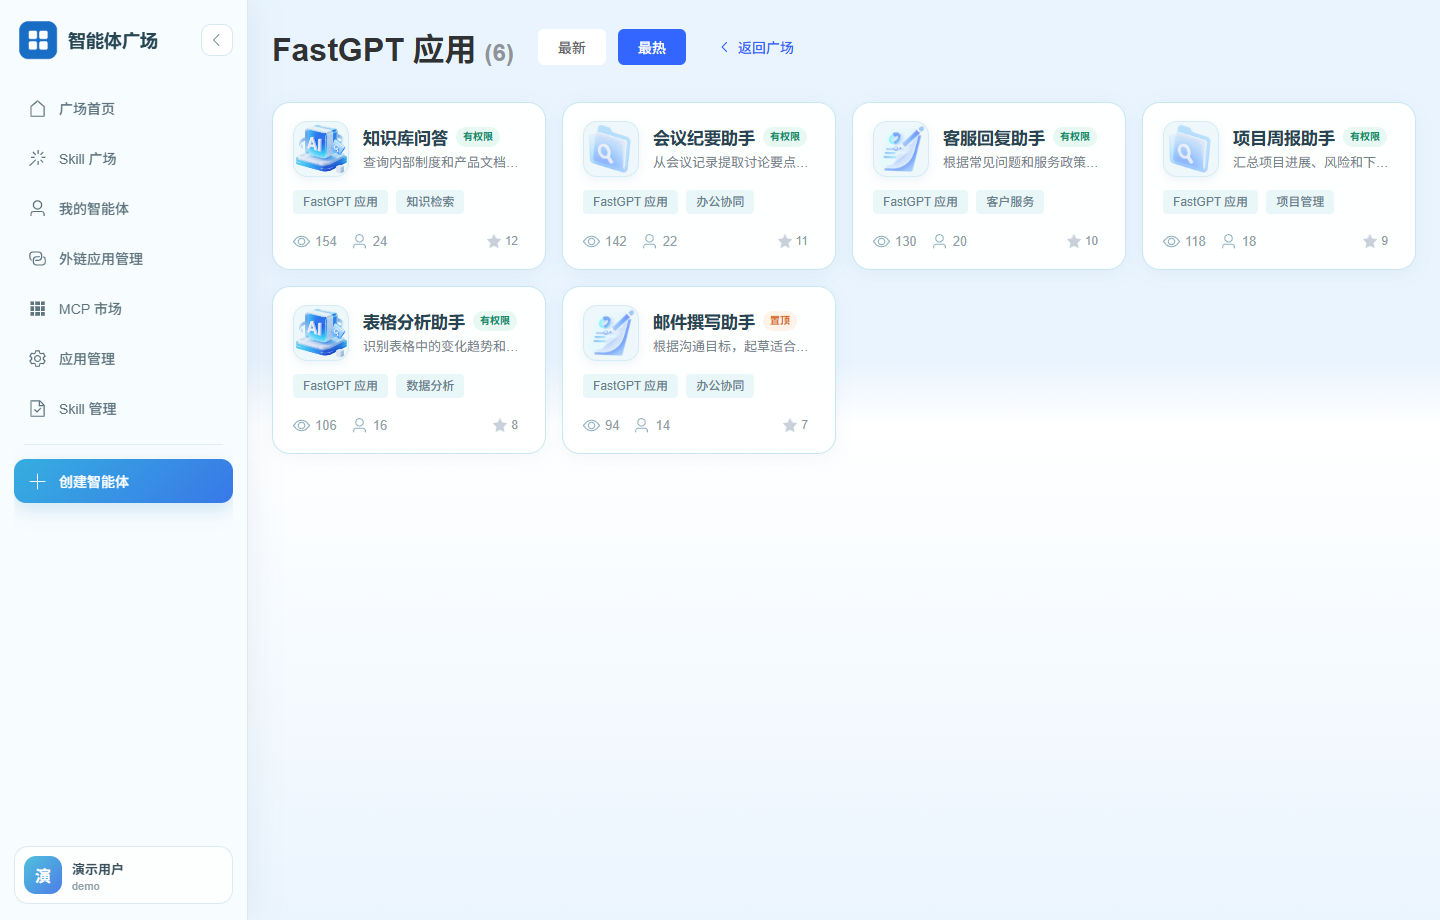 智能体广场
广场首页
Skill 广场
我的智能体
外链应用管理
MCP 市场
应用管理
Skill 管理
创建智能体
演
演示用户
demo
FastGPT 应用 (6)
最新
最热
返回广场
知识库问答
有权限
查询内部制度和产品文档...
FastGPT 应用
知识检索
154
24
12
会议纪要助手
有权限
从会议记录提取讨论要点...
FastGPT 应用
办公协同
142
22
11
客服回复助手
有权限
根据常见问题和服务政策...
FastGPT 应用
客户服务
130
20
10
项目周报助手
有权限
汇总项目进展、风险和下...
FastGPT 应用
项目管理
118
18
9
AI
表格分析助手
有权限
识别表格中的变化趋势和...
FastGPT 应用
数据分析
106
16
8
AI
邮件撰写助手
置顶
根据沟通目标，起草适合...
FastGPT 应用
办公协同
94
14
7